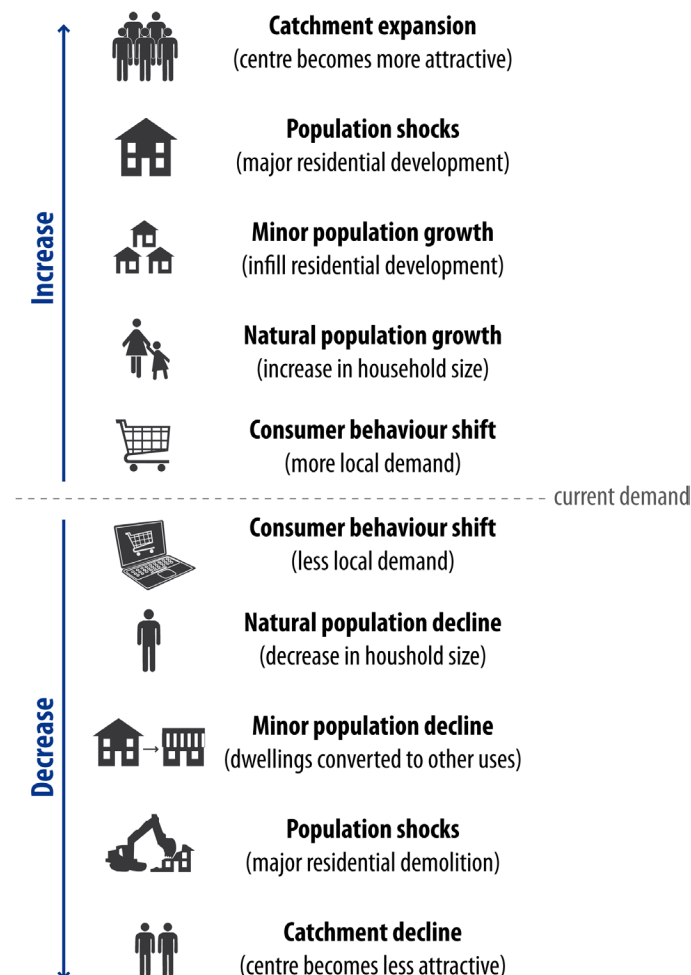 Catchment expansion
(centre becomes more attractive)
Population shocks
(major residential development)
Minor population growth
(infill residential development)
Increase
Natural population growth
(increase in household size)
Consumer behaviour shift
(more local demand)
current demand
Consumer behaviour shift
(less local demand)
Natural population decline
(decrease in houshold size)
Decrease
Minor population decline
(dwellings converted to other uses)
Population shocks
(major residential demolition)
Catchment decline
(centre becomes less attractive)